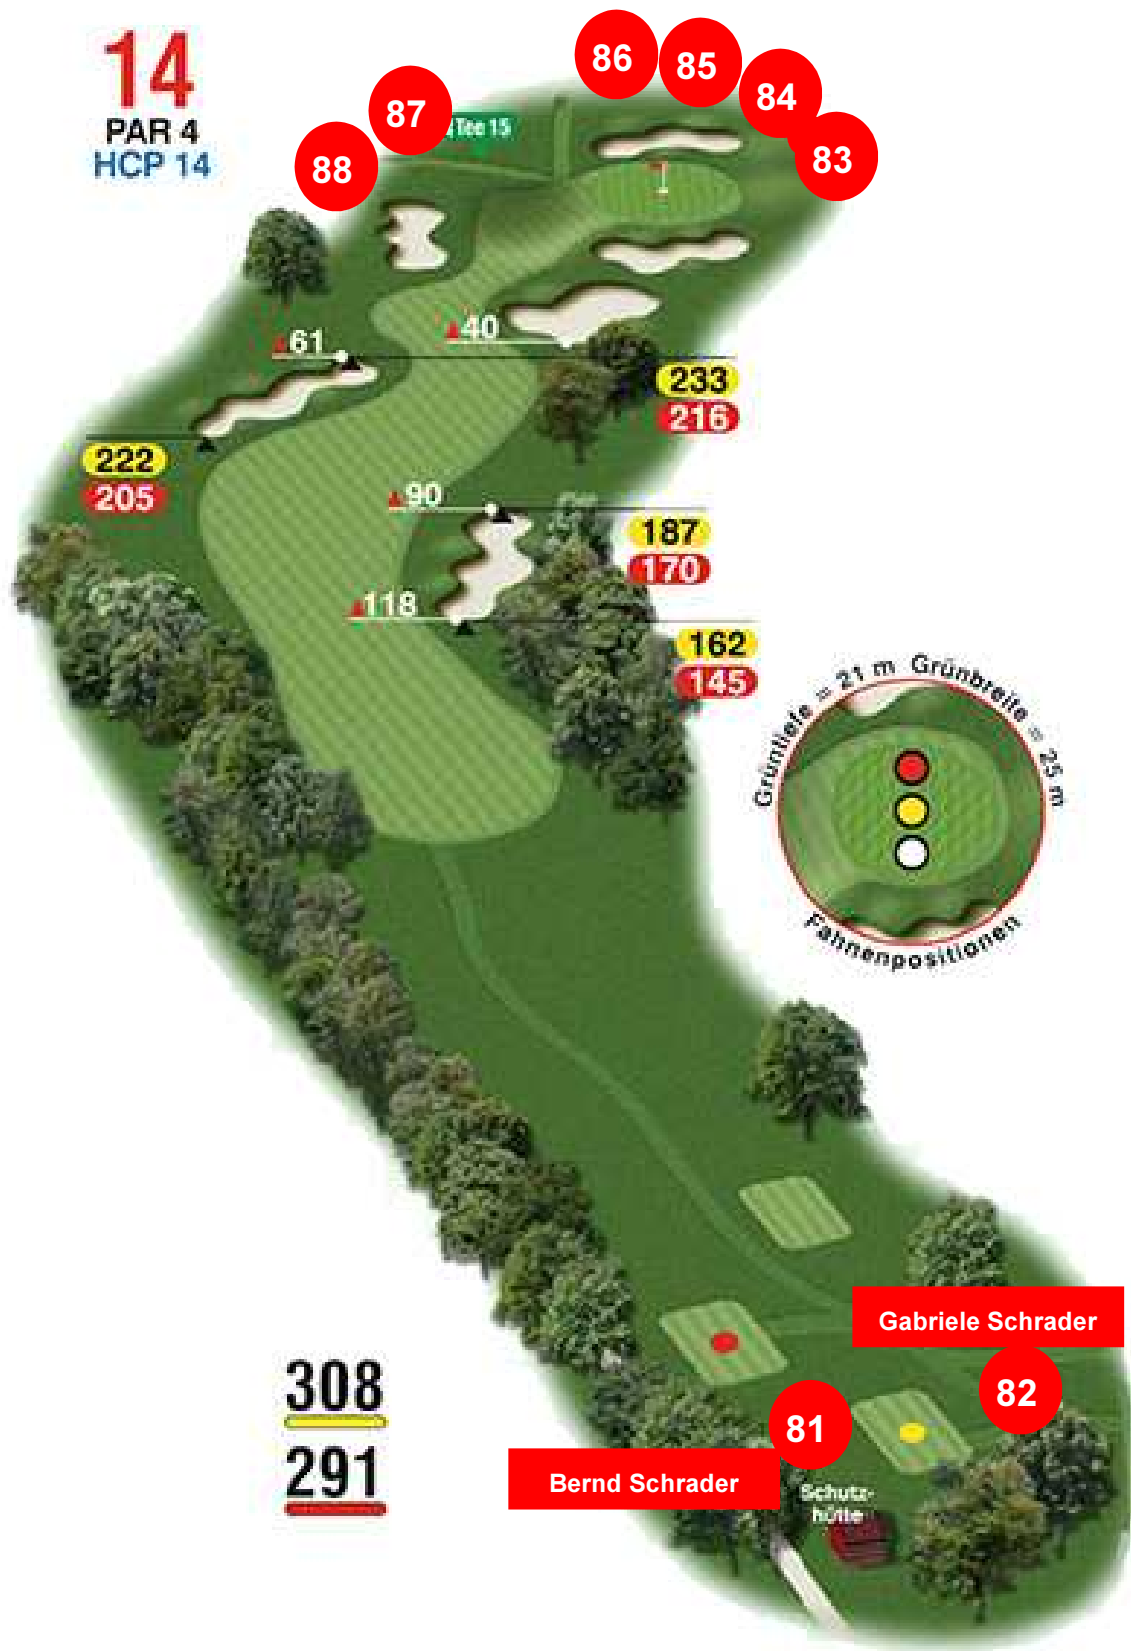 14
PAR 4
HCP 14
86
85
84
83
87
88
Tee 15
40
61
233
216
222
205
90
187
170
118
162
145
Grüntiefe = 21 m Grünbreite = 25 m
Fahnenpositionen
Gabriele Schrader
82
81
308
291
Bernd Schrader
Schutz-
hütte